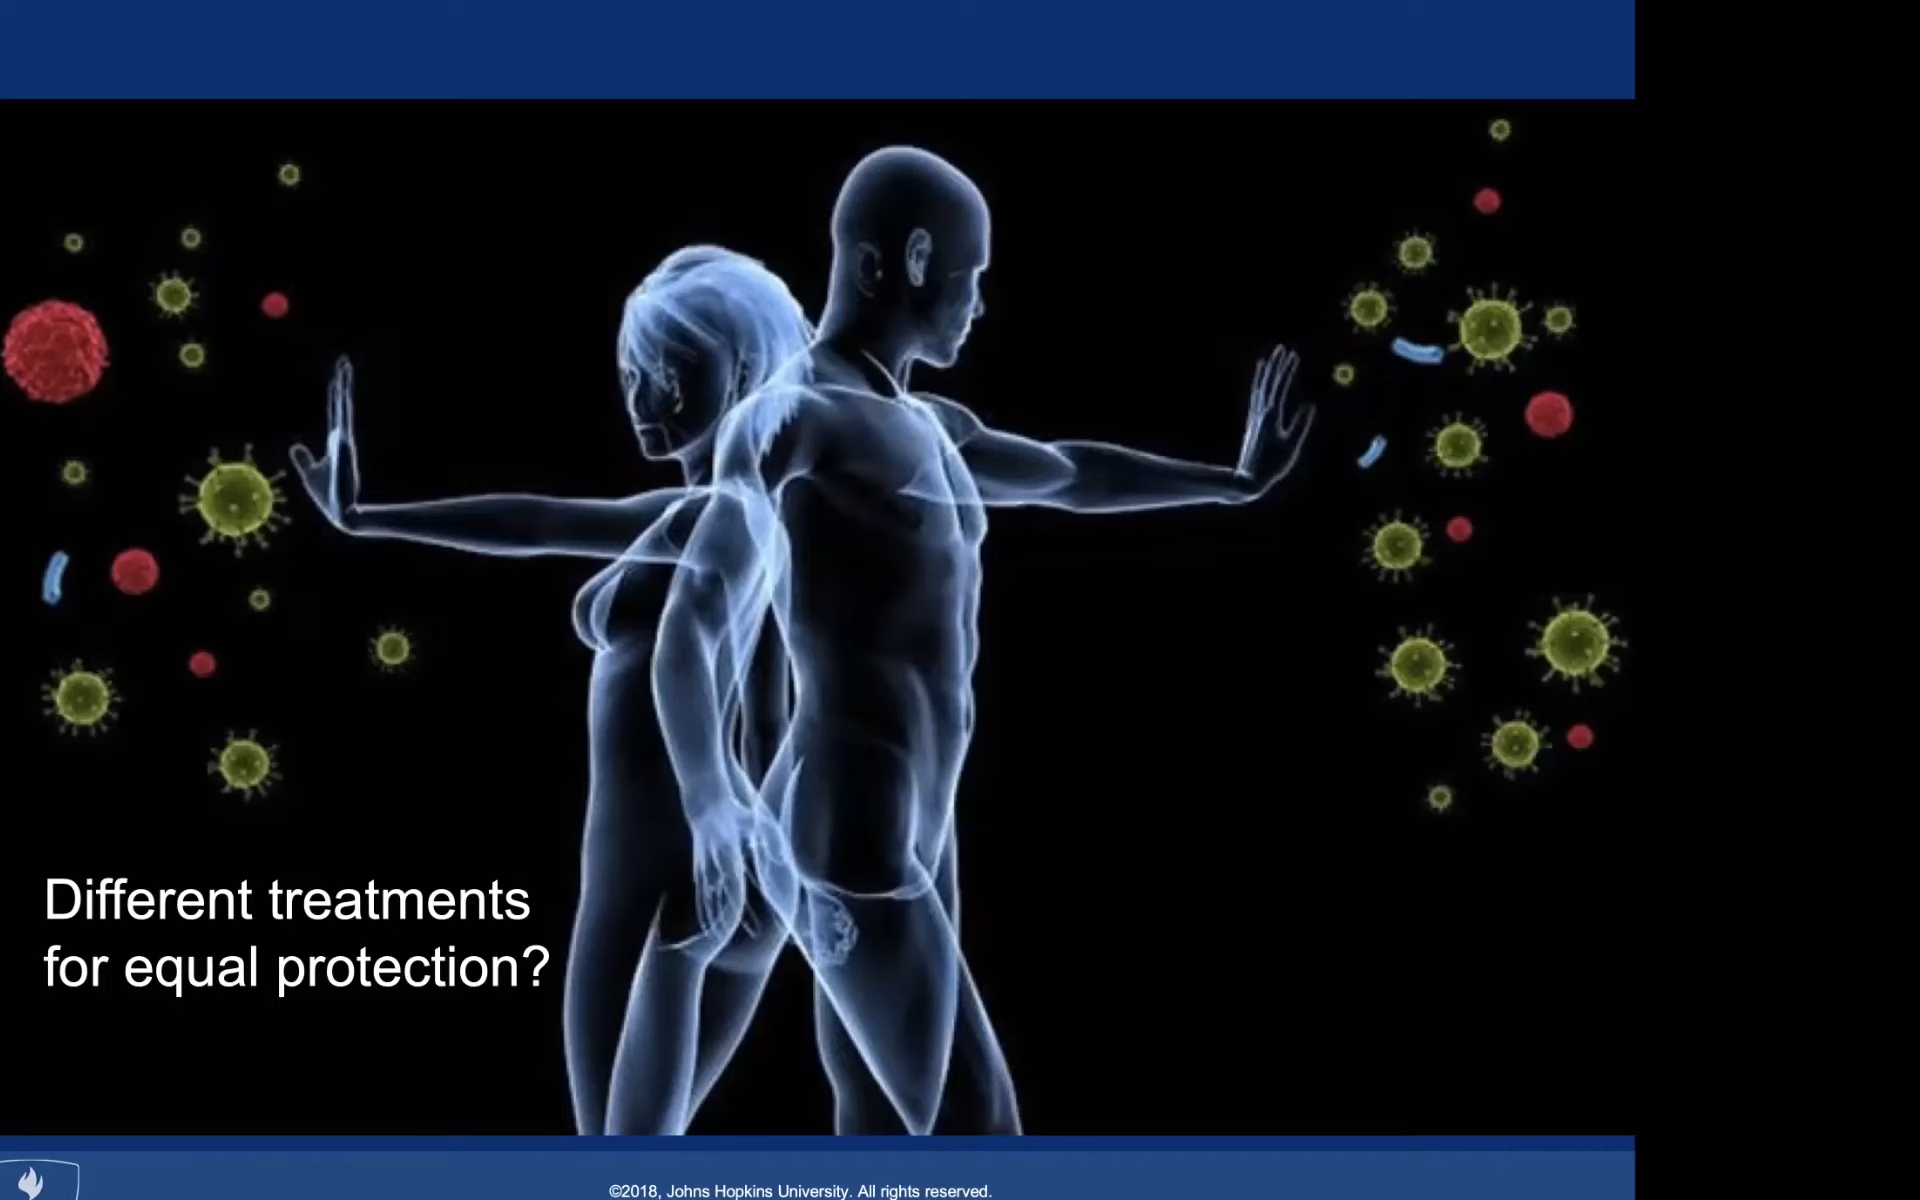 Different treatments
for equal protection?
©2018, Johns Hopkins University. All rights reserved.